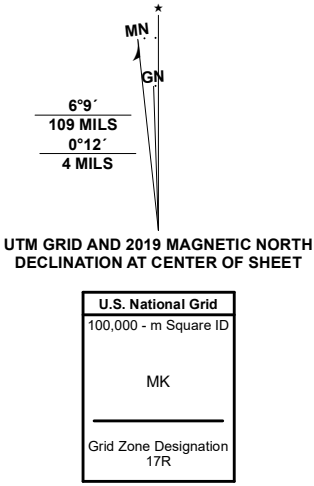 ★
MN
GN
6°9´
109 MILS
0°12´
4 MILS
UTM GRID AND 2019 MAGNETIC NORTH
DECLINATION AT CENTER OF SHEET
U.S. National Grid
100,000 - m Square ID
MK
Grid Zone Designation
17R